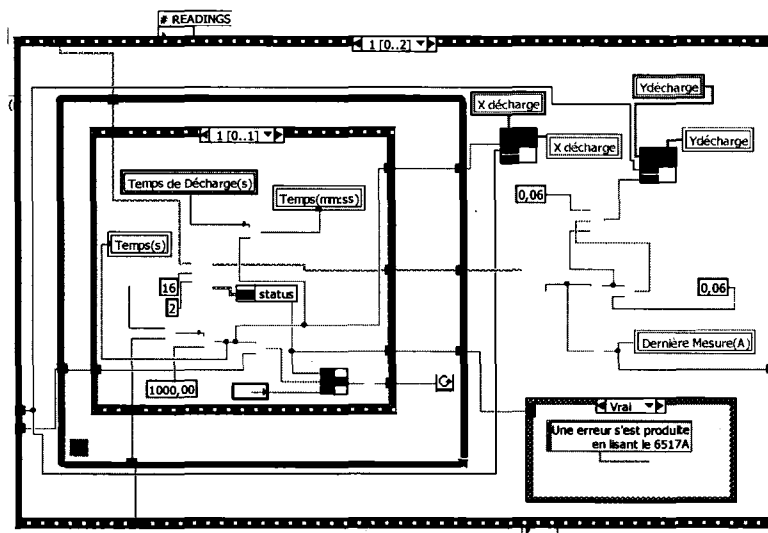 # READINGS
1 [0..2]
X décharge
Ydécharge
1 [0..1]
X décharge
Ydécharge
Temps de Décharge(s)
Temps(mm:ss)
0,06
Temps(s)
16
2
status
0,06
Dernière Mesure(A)
1000,00
Vrai
Une erreur s'est produite
en lisant le 6517A